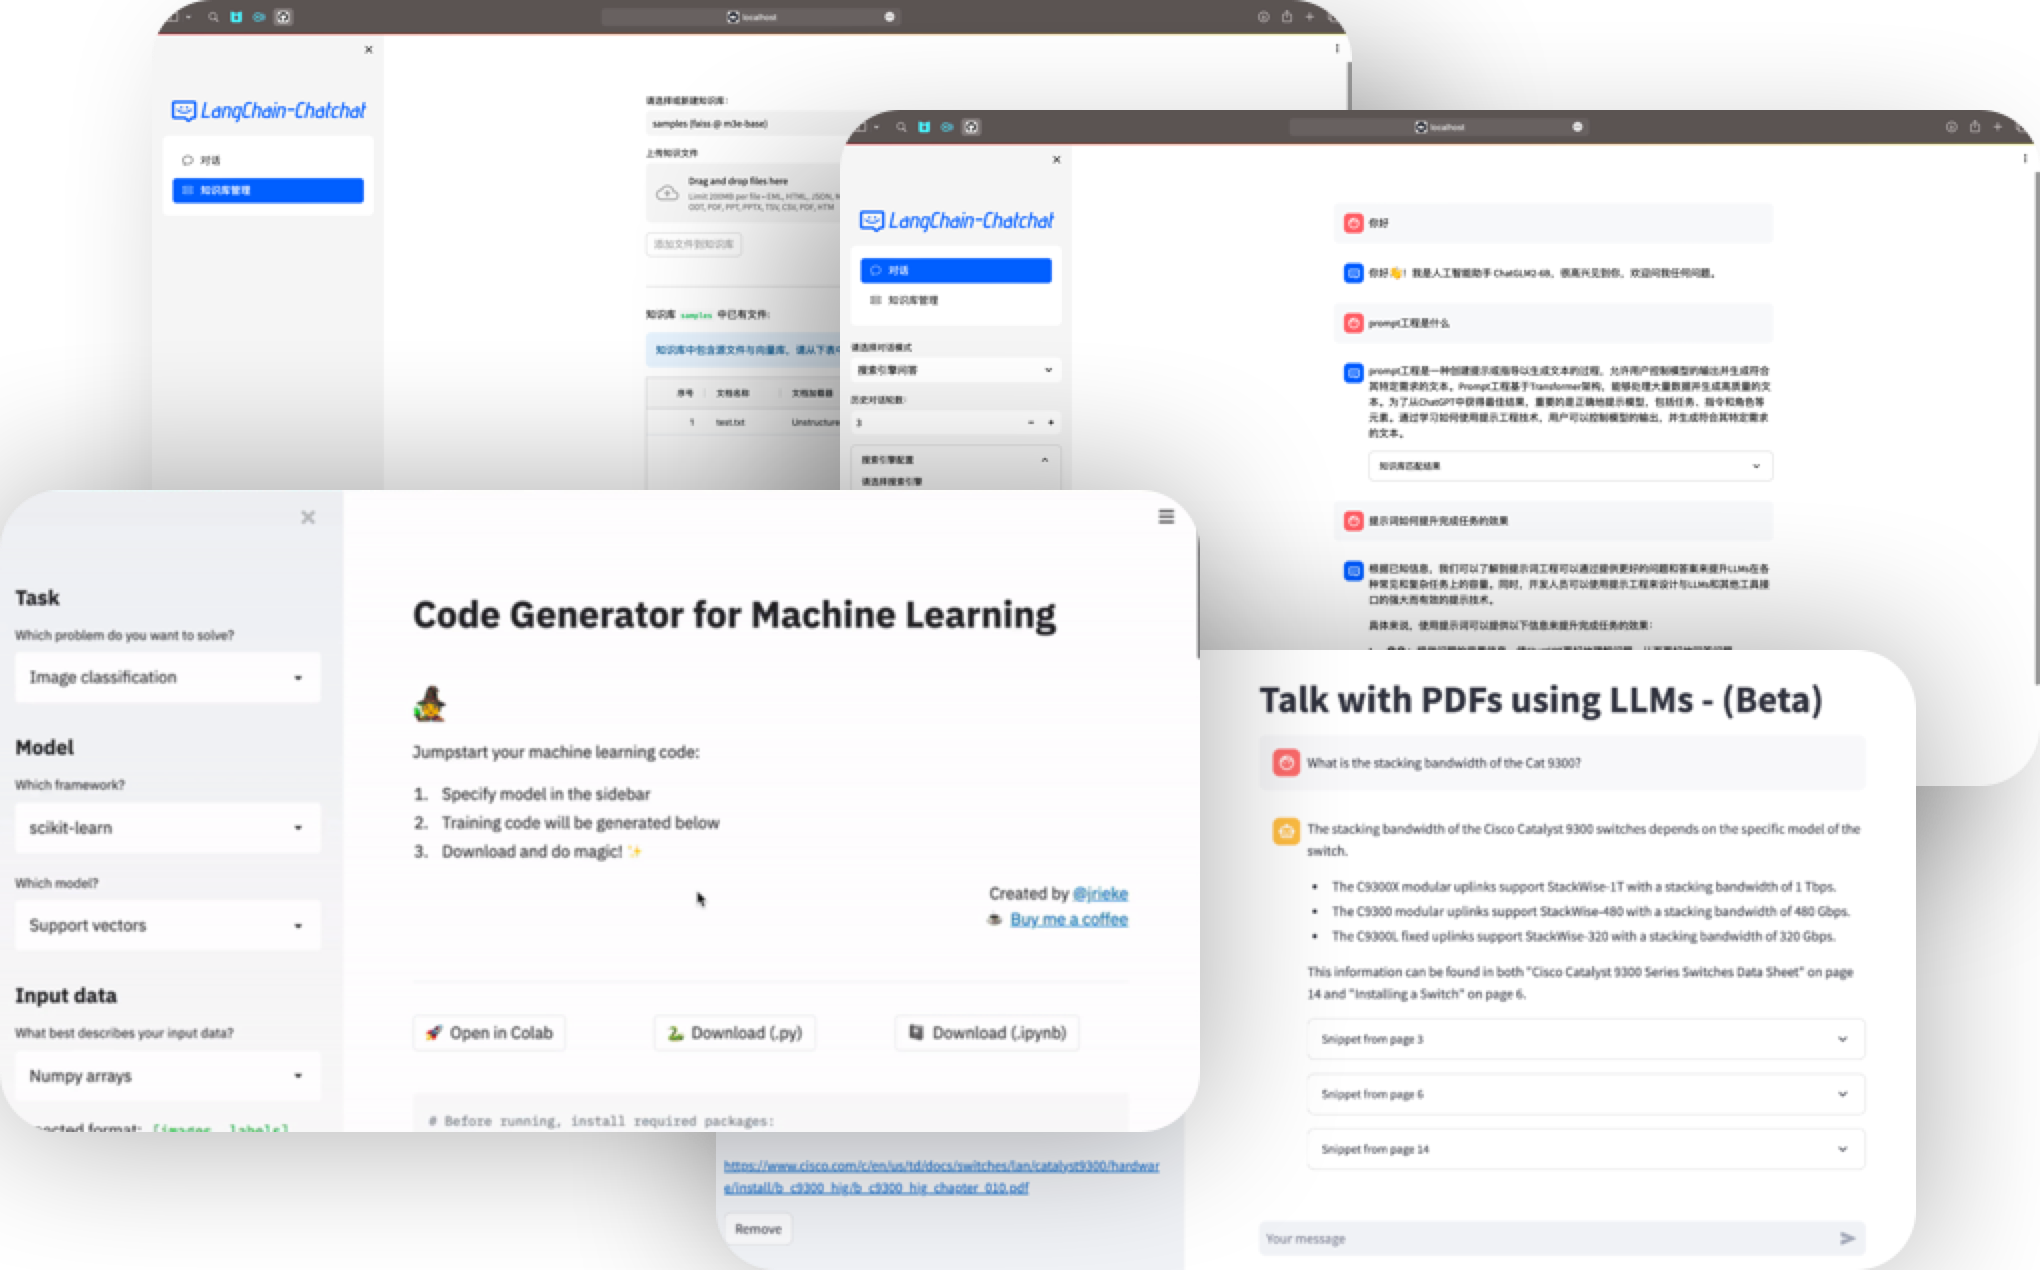 localhost
LangChain-Chatchat
对话
知识库管理
请选择或新建知识库：
samples (faiss @ m3e-base)
上传知识文件
Drag and drop files here
Limit 200MB per file • EML, HTML, JSON,
ODT, PDF, PPT, PPTX, TSV, CSV, PDF, HTM
添加文件到知识库
知识库 samples 中已有文件:
知识库中包含源文件与向量库，请从下表中
序号 文档名称 文档加载器
1 test.txt Unstructure
localhost
LangChain-Chatchat
对话
知识库管理
请选择对话模式
搜索引擎问答
历史对话轮数：
3
搜索引擎配置
请选择搜索引擎
你好
你好👋！我是人工智能助手 ChatGLM2-6B，很高兴见到你，欢迎问我任何问题。
prompt工程是什么
prompt工程是一种创建提示或指导以生成文本的过程，允许用户控制模型的输出并生成符合
其特定需求的文本。Prompt工程基于Transformer架构，能够处理大量数据并生成高质量的文
本。为了从ChatGPT中获得最佳结果，重要的是正确地提示模型，包括任务、指令和角色等
元素。通过学习如何使用提示工程技术，用户可以控制模型的输出，并生成符合其特定需求
的文本。
知识库匹配结果
提示词如何提升完成任务的效果
根据已知信息，我们可以了解到提示词工程可以通过提供更好的问题和答案来提升LLMs在各
种常见和复杂任务上的容量。同时，开发人员可以使用提示工程来设计与LLMs和其他工具接
口的强大而有效的提示技术。
具体来说，使用提示词可以提供以下信息来提升完成任务的效果：
Task
Which problem do you want to solve?
Image classification
Model
Which framework?
scikit-learn
Which model?
Support vectors
Input data
What best describes your input data?
Numpy arrays
format: [images, labels]
Code Generator for Machine Learning
Jumpstart your machine learning code:
1. Specify model in the sidebar
2. Training code will be generated below
3. Download and do magic! ✨
Created by @jrieke
Buy me a coffee
Open in Colab
Download (.py)
Download (.ipynb)
# Before running, install required packages:
https://www.cisco.com/c/en/us/td/docs/switches/lan/catalyst9300/hardwar
e/install/b_c9300_hig/b_c9300_hig_chapter_010.pdf
Remove
Talk with PDFs using LLMs - (Beta)
What is the stacking bandwidth of the Cat 9300?
The stacking bandwidth of the Cisco Catalyst 9300 switches depends on the specific model of the
switch.
• The C9300X modular uplinks support StackWise-1T with a stacking bandwidth of 1 Tbps.
• The C9300 modular uplinks support StackWise-480 with a stacking bandwidth of 480 Gbps.
• The C9300L fixed uplinks support StackWise-320 with a stacking bandwidth of 320 Gbps.
This information can be found in both "Cisco Catalyst 9300 Series Switches Data Sheet" on page
14 and "Installing a Switch" on page 6.
Snippet from page 3
Snippet from page 6
Snippet from page 14
Your message